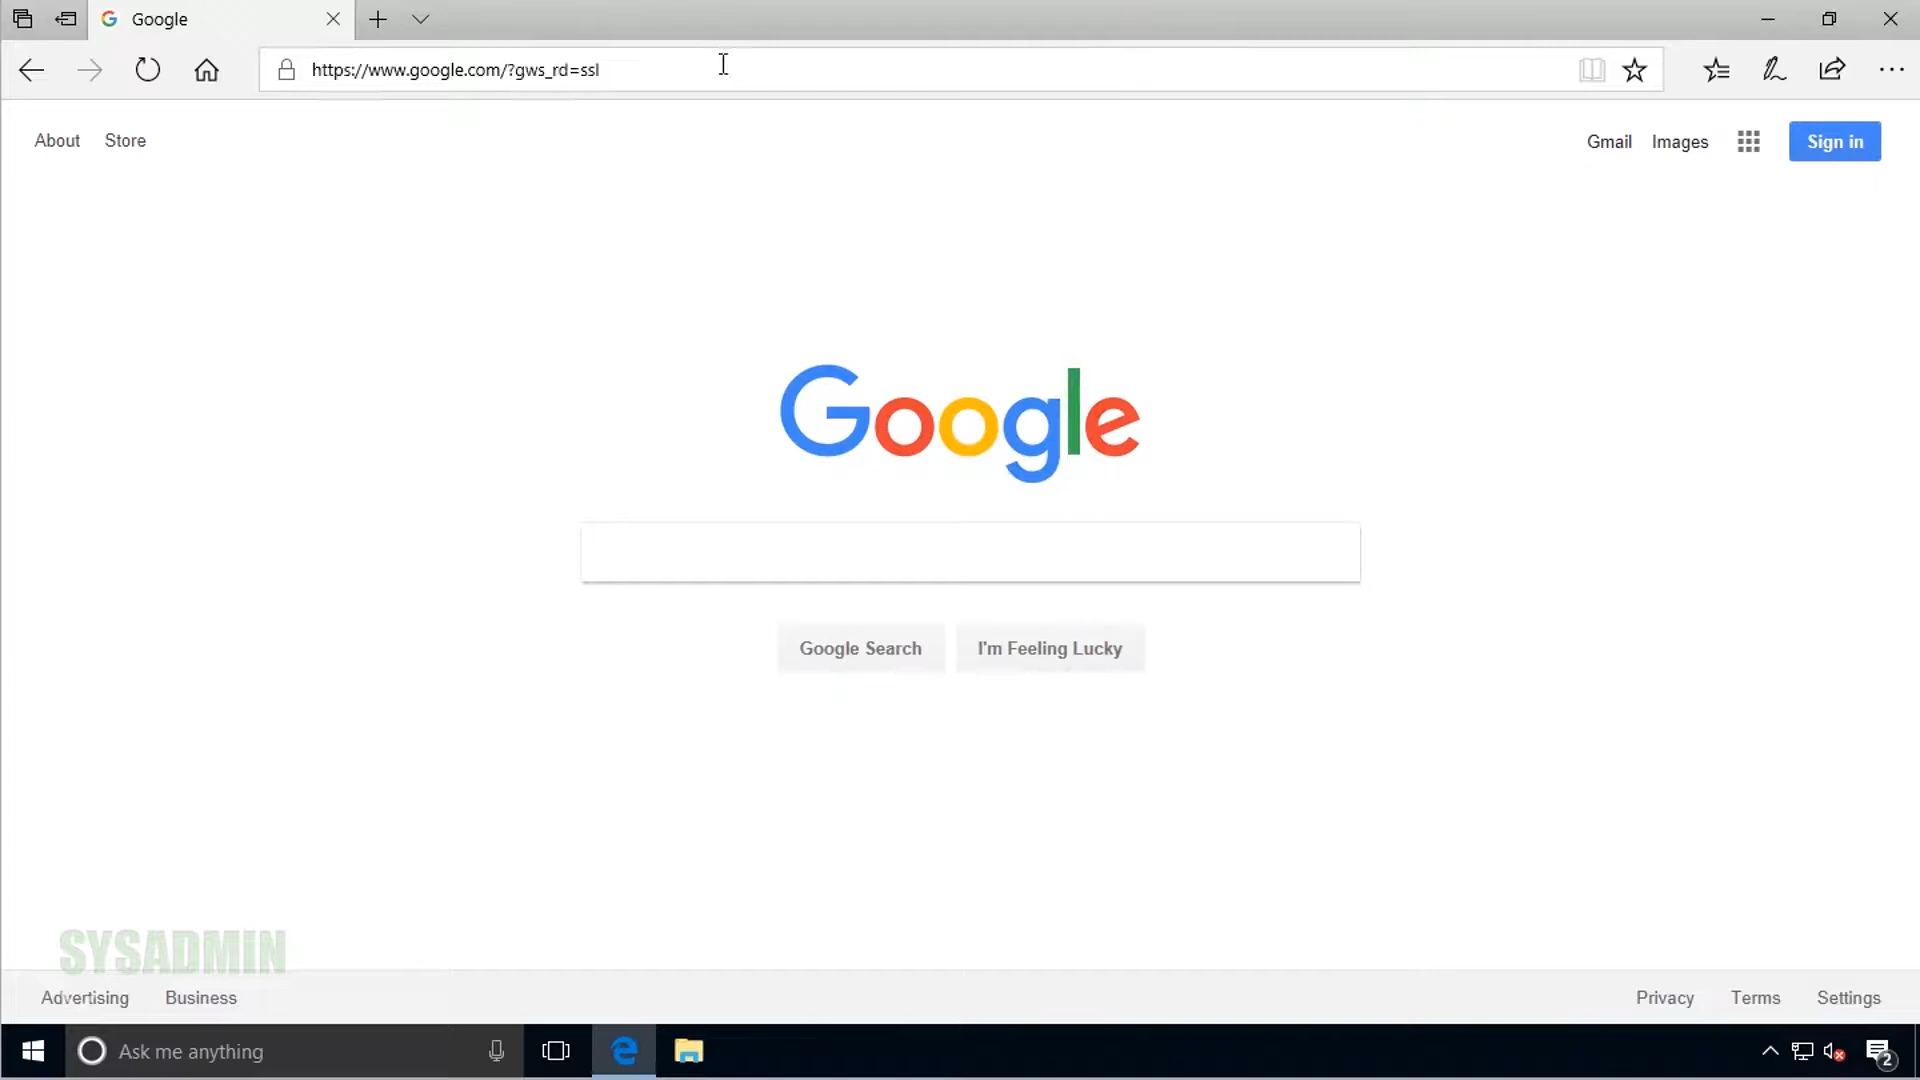 Google
https://www.google.com/?gws_rd=ssl
About Store
Gmail Images Sign in
Google
Google Search I'm Feeling Lucky
SYSADMIN
Advertising Business
Privacy Terms Settings
Ask me anything
2